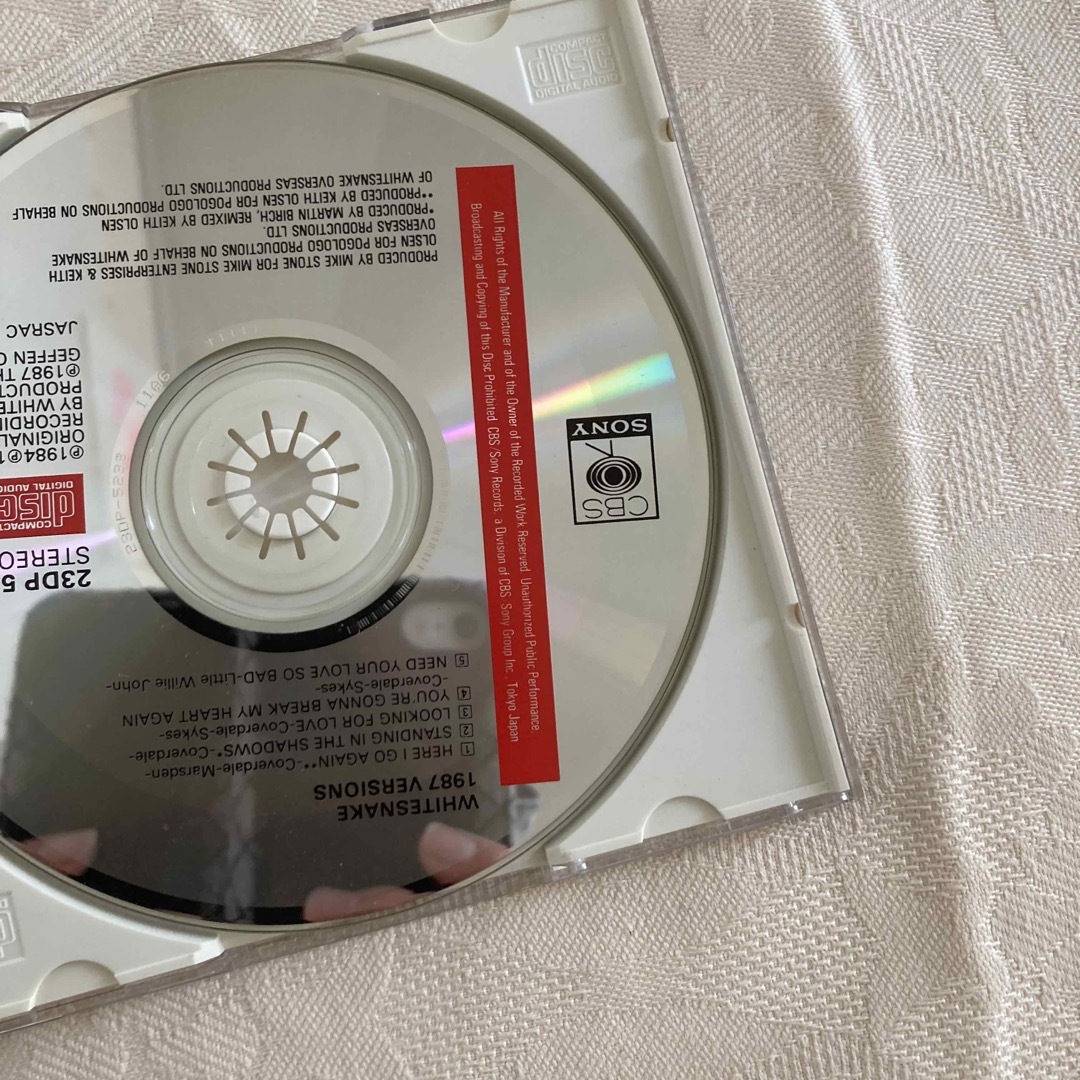 WHITESNAKE
1987 VERSIONS
1 HERE I GO AGAIN**-Coverdale-Marsden-
2 STANDING IN THE SHADOWS*-Coverdale-
3 LOOKING FOR LOVE-Coverdale-Sykes-
4 YOU'RE GONNA BREAK MY HEART AGAIN
-Coverdale-Sykes-
5 NEED YOUR LOVE SO BAD-Little Willie John-
23DP 5
STEREO
COMPACT
disc
DIGITAL AUDIO
℗1984℗1
ORIGINAL
RECORDIN
BY WHITE
PRODUCT
℗1987 TH
GEFFEN
JASRAC
PRODUCED BY MIKE STONE FOR MIKE STONE ENTERPRISES & KEITH
OLSEN FOR POGOLOGO PRODUCTIONS ON BEHALF OF WHITESNAKE
OVERSEAS PRODUCTIONS LTD.
*PRODUCED BY MARTIN BIRCH, REMIXED BY KEITH OLSEN
**PRODUCED BY KEITH OLSEN FOR POGOLOGO PRODUCTIONS ON BEHALF
OF WHITESNAKE OVERSEAS PRODUCTIONS LTD.
All Rights of the Manufacturer and of the Owner of the Recorded Work Reserved. Unauthorized Public Performance,
Broadcasting and Copying of this Disc Prohibited. CBS/Sony Records, a Division of CBS/Sony Group Inc., Tokyo Japan
CBS
SONY
COMPACT
disc
DIGITAL AUDIO